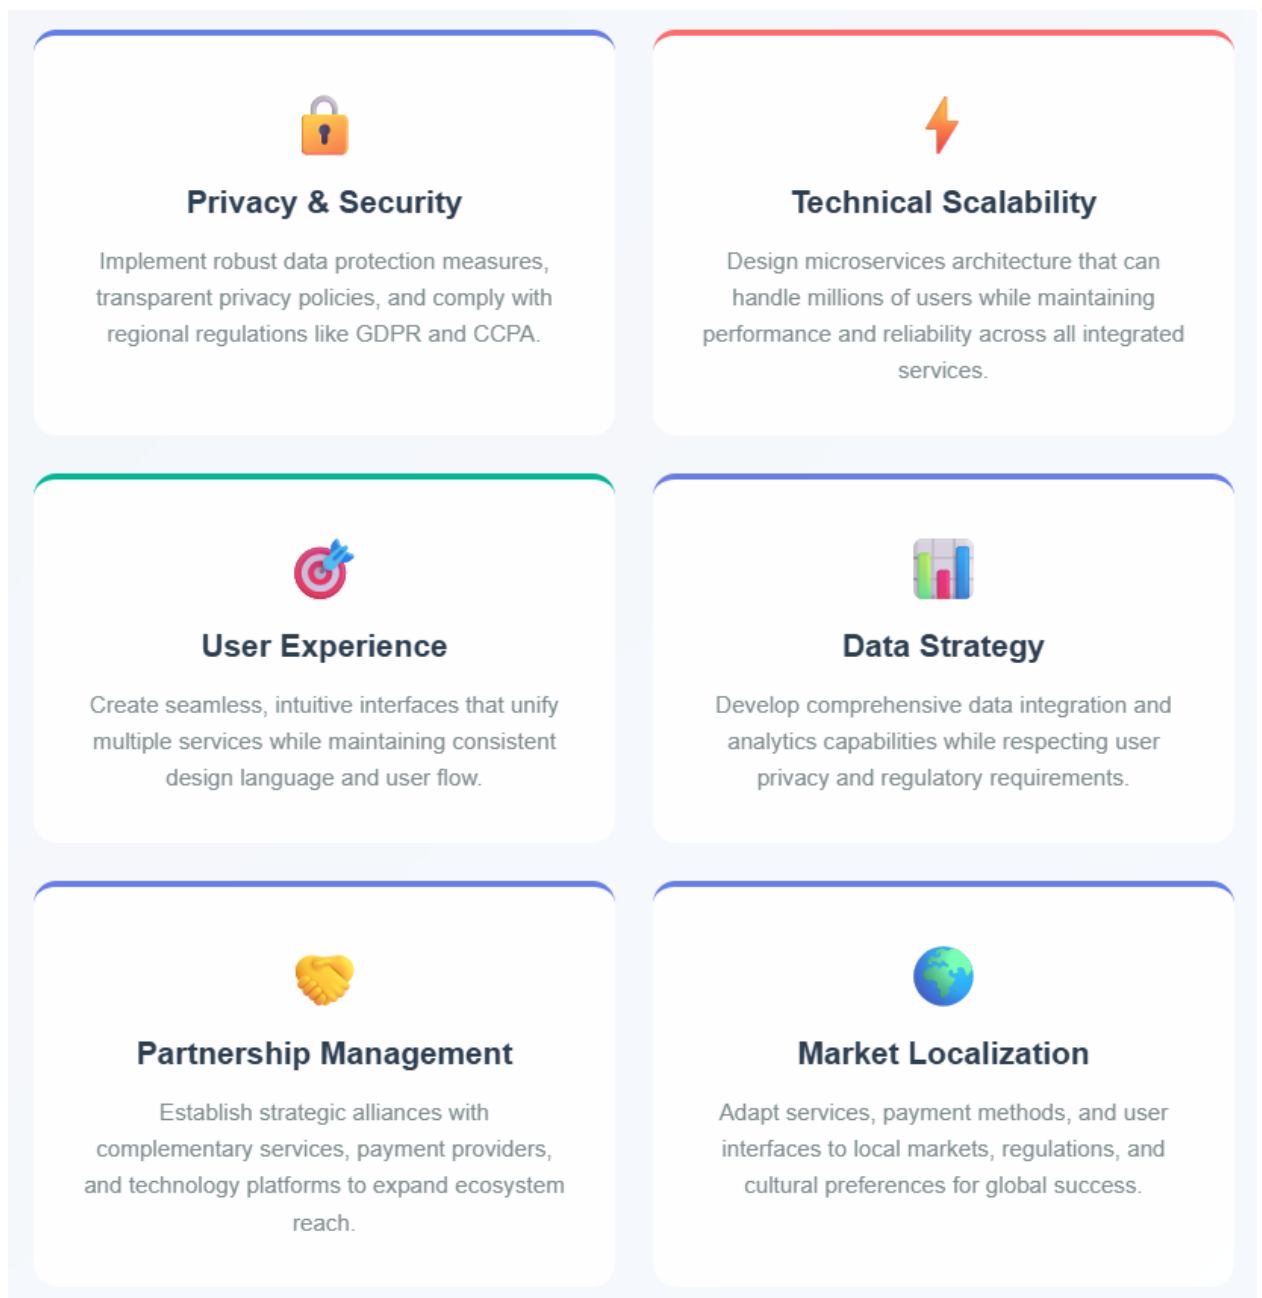 Privacy & Security
Implement robust data protection measures,
transparent privacy policies, and comply with
regional regulations like GDPR and CCPA.
Technical Scalability
Design microservices architecture that can
handle millions of users while maintaining
performance and reliability across all integrated
services.
User Experience
Create seamless, intuitive interfaces that unify
multiple services while maintaining consistent
design language and user flow.
Data Strategy
Develop comprehensive data integration and
analytics capabilities while respecting user
privacy and regulatory requirements.
Partnership Management
Establish strategic alliances with
complementary services, payment providers,
and technology platforms to expand ecosystem
reach.
Market Localization
Adapt services, payment methods, and user
interfaces to local markets, regulations, and
cultural preferences for global success.